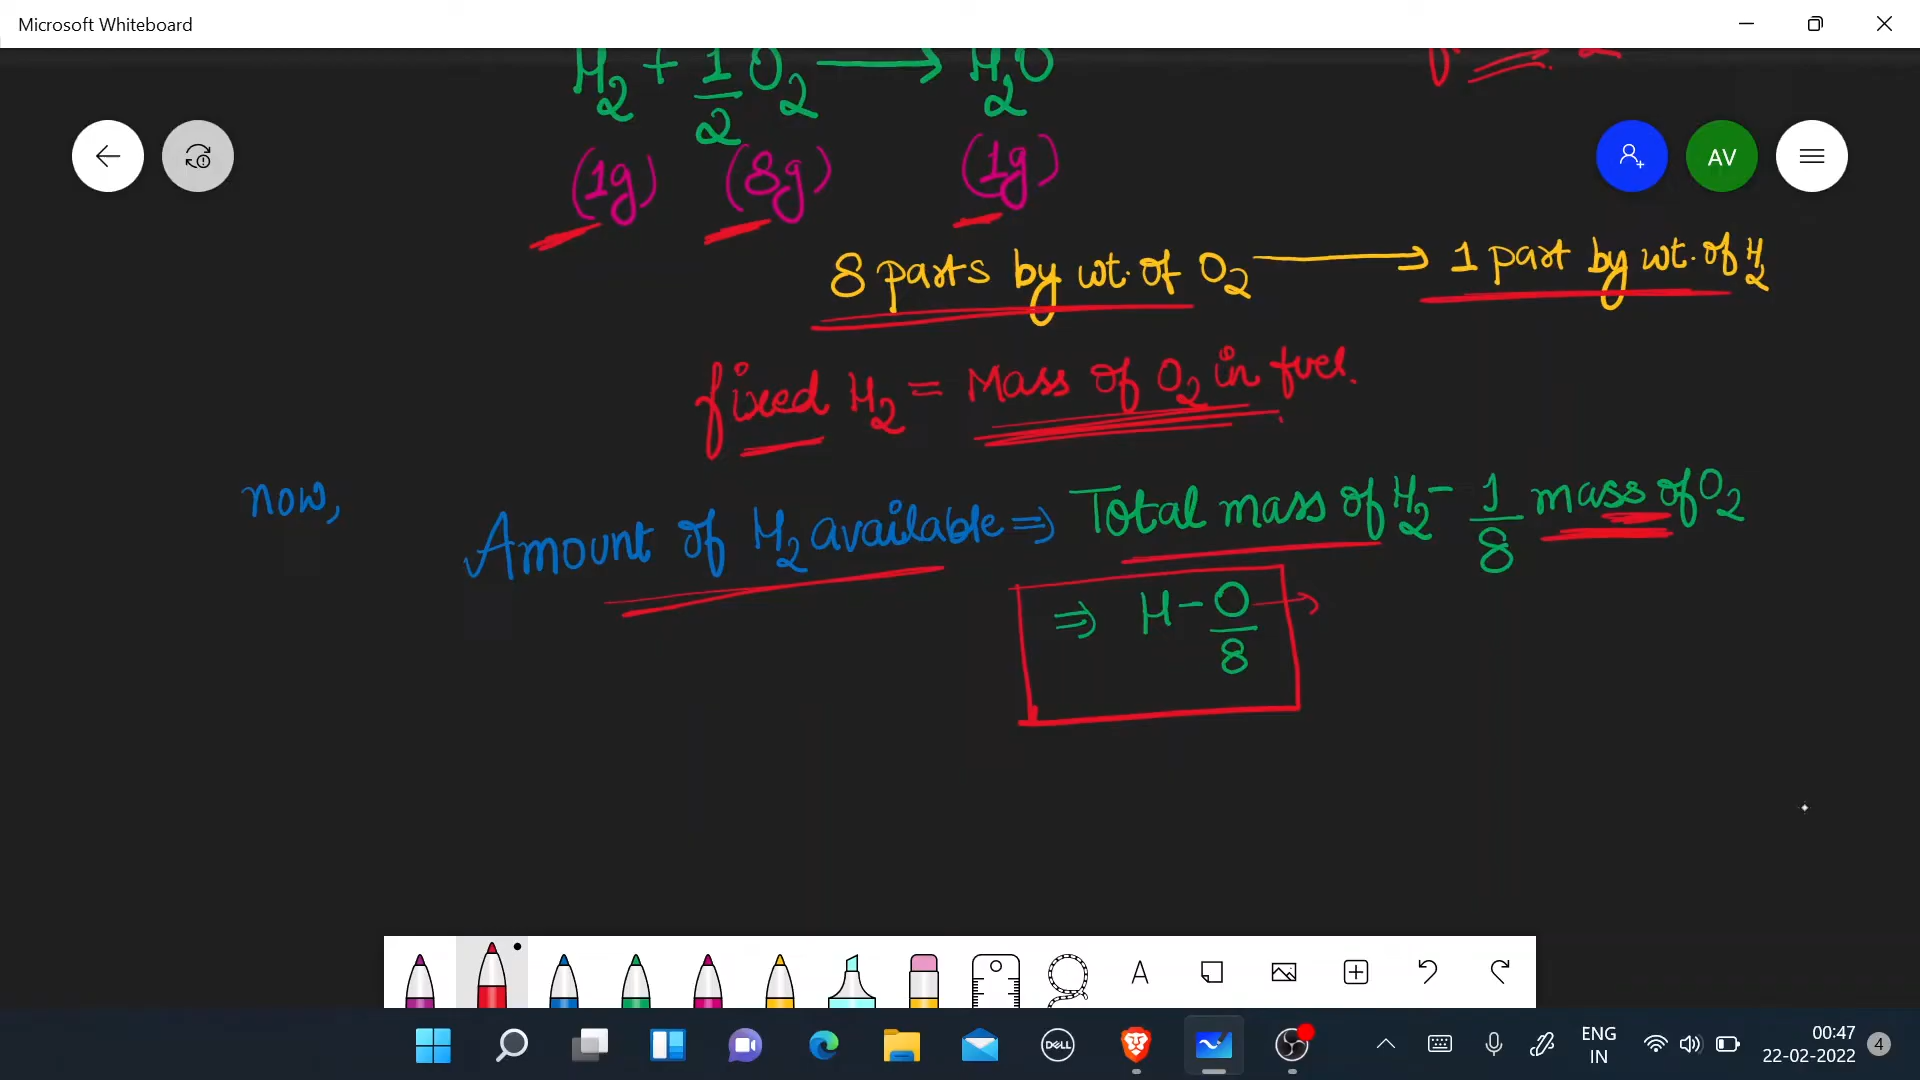 Microsoft Whiteboard
H2 + 1/2 O2 → H2O
(1g) (8g) (1g)
AV
8 parts by wt. of O2 → 1 part by wt. of H2
fixed H2 = Mass of O2 in fuel.
now,
Amount of H2 available ⇒ Total mass of H2 - 1/8 mass of O2
⇒ H - O/8
A
DELL
ENG
IN
00:47
22-02-2022
4